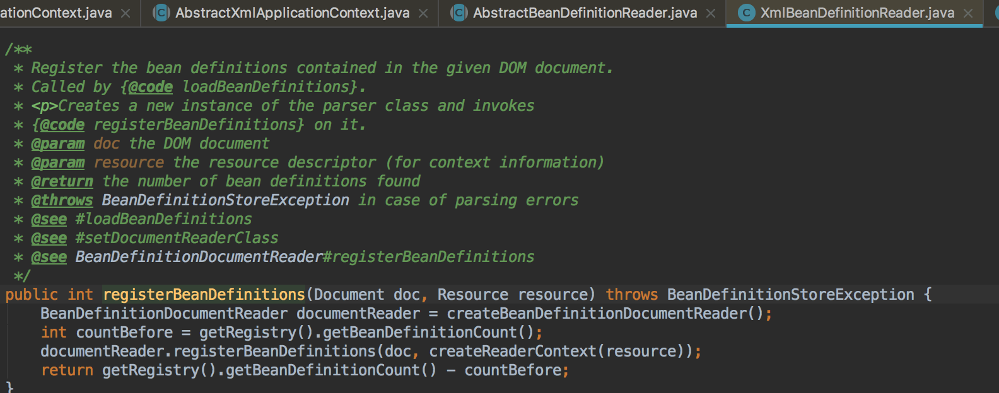 ationContext.java AbstractXmlApplicationContext.java AbstractBeanDefinitionReader.java XmlBeanDefinitionReader.java
/**
* Register the bean definitions contained in the given DOM document.
* Called by {@code loadBeanDefinitions}.
* <p>Creates a new instance of the parser class and invokes
* {@code registerBeanDefinitions} on it.
* @param doc the DOM document
* @param resource the resource descriptor (for context information)
* @return the number of bean definitions found
* @throws BeanDefinitionStoreException in case of parsing errors
* @see #loadBeanDefinitions
* @see #setDocumentReaderClass
* @see BeanDefinitionDocumentReader#registerBeanDefinitions
*/
public int registerBeanDefinitions(Document doc, Resource resource) throws BeanDefinitionStoreException {
BeanDefinitionDocumentReader documentReader = createBeanDefinitionDocumentReader();
int countBefore = getRegistry().getBeanDefinitionCount();
documentReader.registerBeanDefinitions(doc, createReaderContext(resource));
return getRegistry().getBeanDefinitionCount() - countBefore;
}